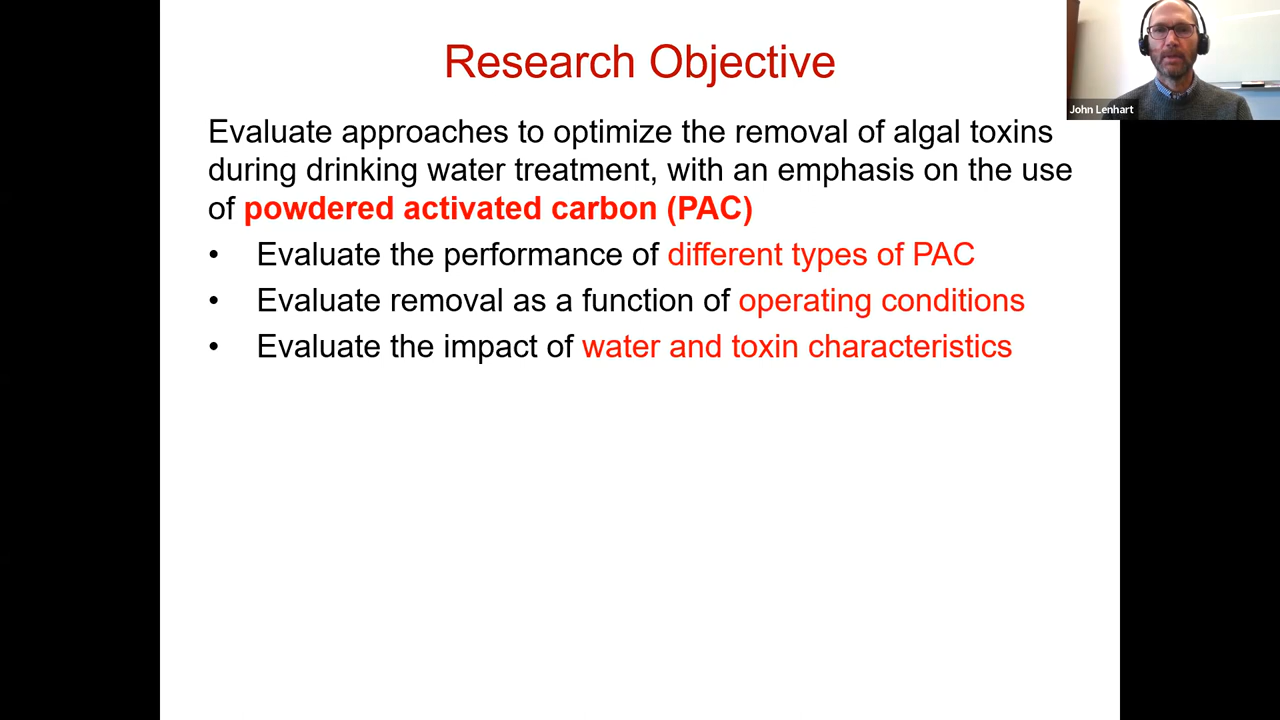 Research Objective
Evaluate approaches to optimize the removal of algal toxins
during drinking water treatment, with an emphasis on the use
of powdered activated carbon (PAC)
• Evaluate the performance of different types of PAC
• Evaluate removal as a function of operating conditions
• Evaluate the impact of water and toxin characteristics
John Lenhart